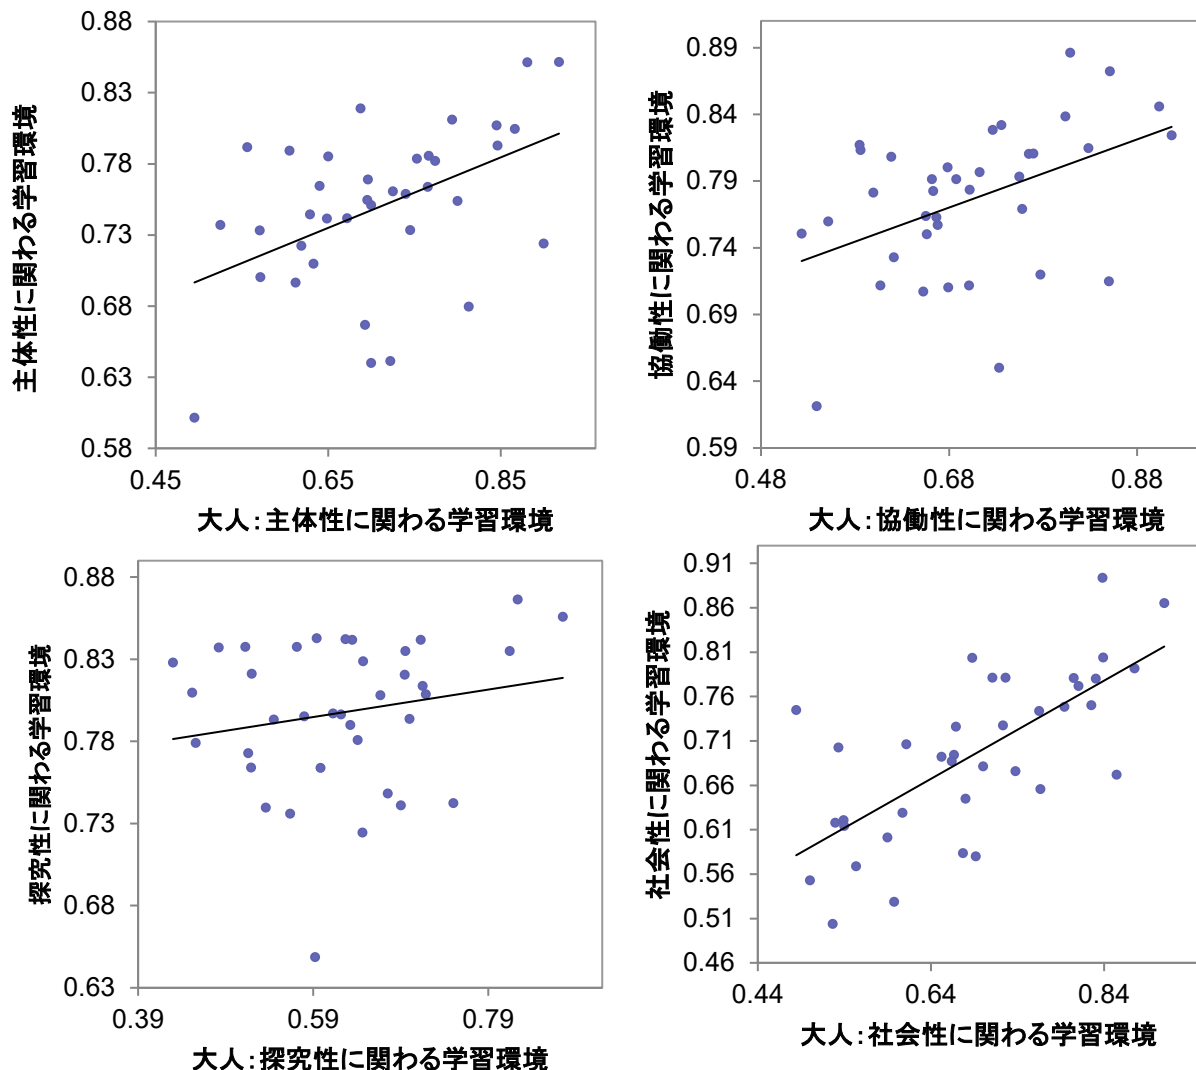 主体性に関わる学習環境
0.88
0.83
0.78
0.73
0.68
0.63
0.58
0.45 0.65 0.85
大人：主体性に関わる学習環境
協働性に関わる学習環境
0.89
0.84
0.79
0.74
0.69
0.64
0.59
0.48 0.68 0.88
大人：協働性に関わる学習環境
探究性に関わる学習環境
0.88
0.83
0.78
0.73
0.68
0.63
0.39 0.59 0.79
大人：探究性に関わる学習環境
社会性に関わる学習環境
0.91
0.86
0.81
0.76
0.71
0.66
0.61
0.56
0.51
0.46
0.44 0.64 0.84
大人：社会性に関わる学習環境